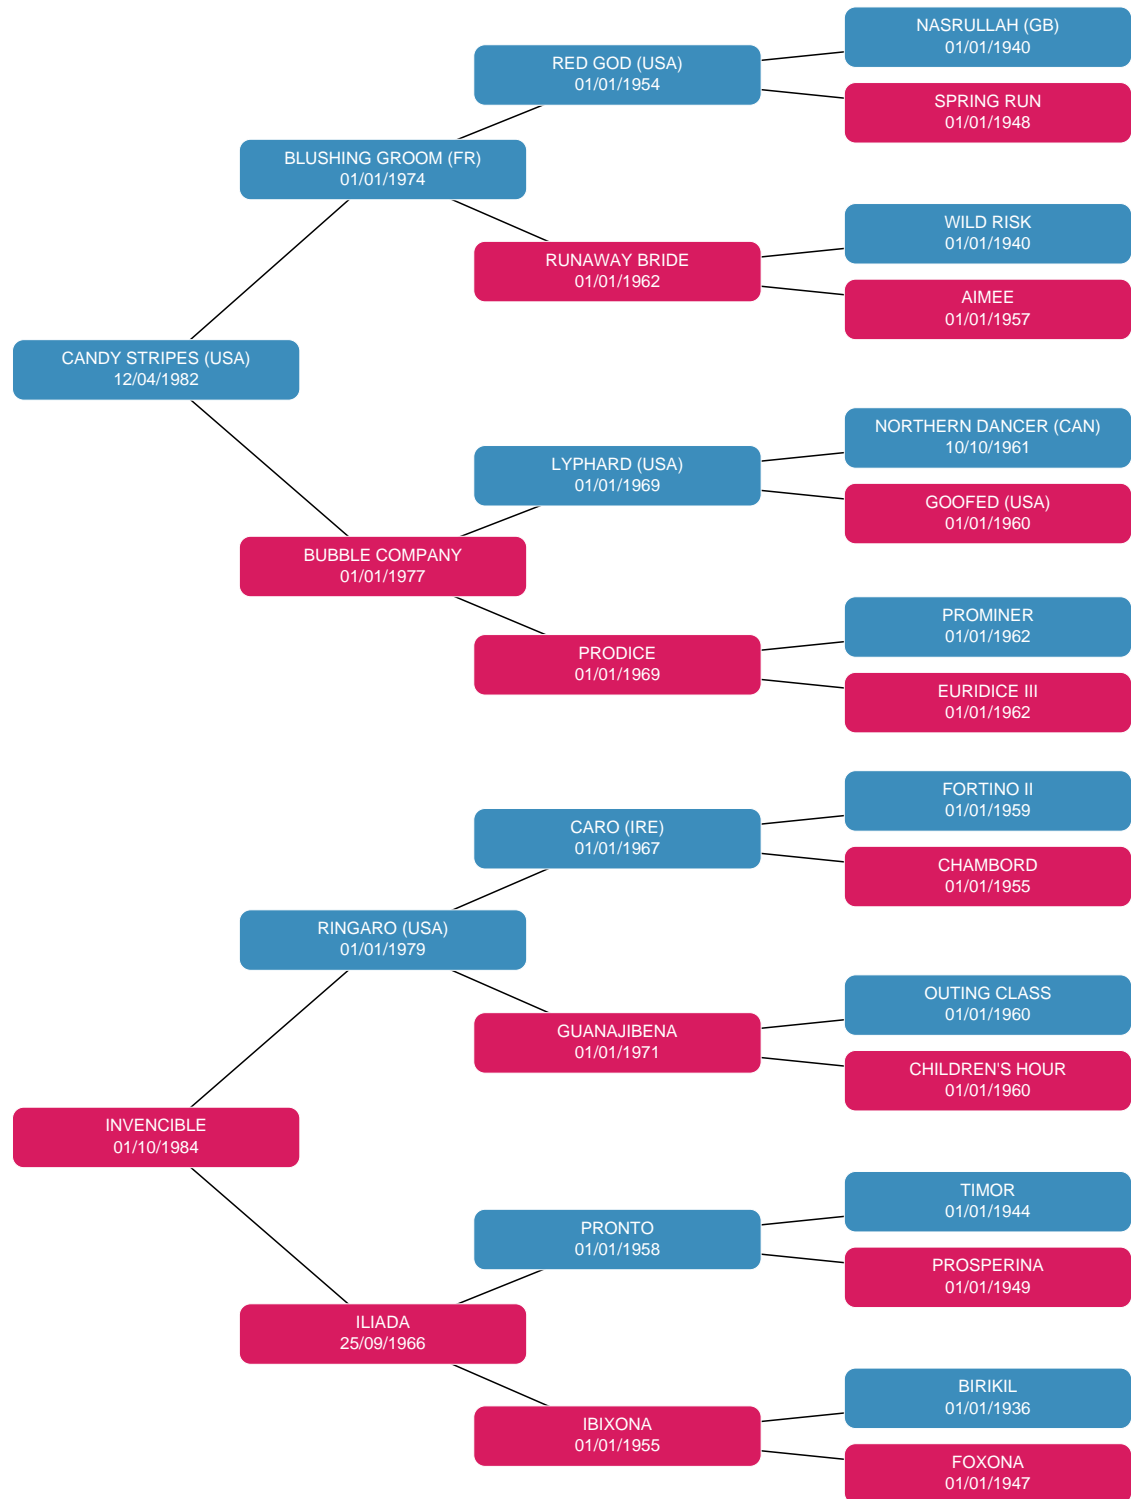 NASRULLAH (GB)
01/01/1940
RED GOD (USA)
01/01/1954
SPRING RUN
01/01/1948
BLUSHING GROOM (FR)
01/01/1974
WILD RISK
01/01/1940
RUNAWAY BRIDE
01/01/1962
AIMEE
01/01/1957
CANDY STRIPES (USA)
12/04/1982
NORTHERN DANCER (CAN)
10/10/1961
LYPHARD (USA)
01/01/1969
GOOFED (USA)
01/01/1960
BUBBLE COMPANY
01/01/1977
PROMINER
01/01/1962
PRODICE
01/01/1969
EURIDICE III
01/01/1962
FORTINO II
01/01/1959
CARO (IRE)
01/01/1967
CHAMBORD
01/01/1955
RINGARO (USA)
01/01/1979
OUTING CLASS
01/01/1960
GUANAJIBENA
01/01/1971
CHILDREN'S HOUR
01/01/1960
INVENCIBLE
01/10/1984
TIMOR
01/01/1944
PRONTO
01/01/1958
PROSPERINA
01/01/1949
ILIADA
25/09/1966
BIRIKIL
01/01/1936
IBIXONA
01/01/1955
FOXONA
01/01/1947